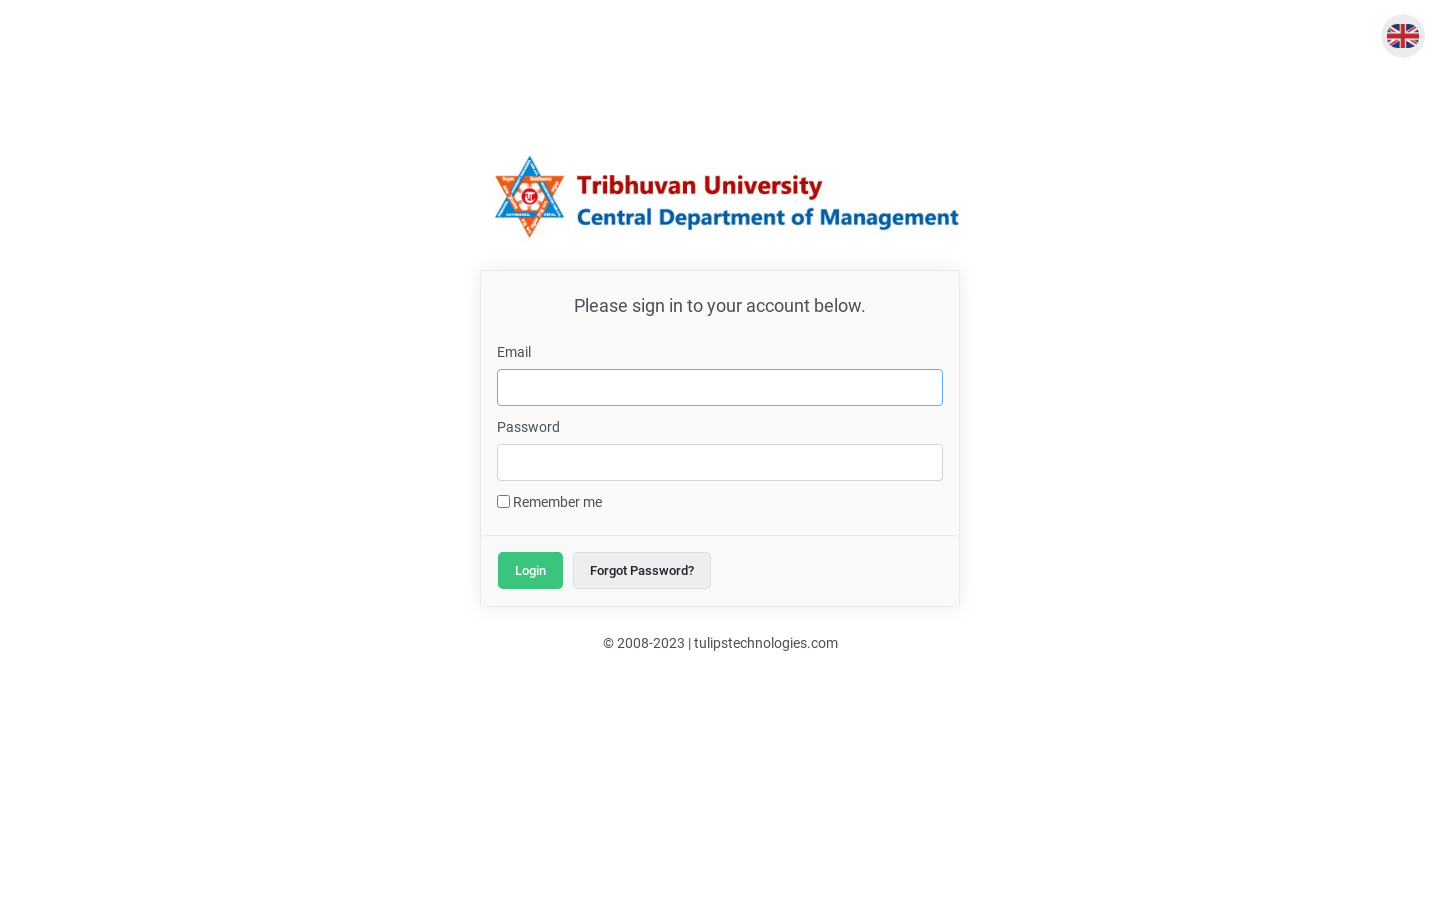 Tribhuvan University
Central Department of Management
Please sign in to your account below.
Email
Password
Remember me
Login
Forgot Password?
© 2008-2023 | tulipstechnologies.com